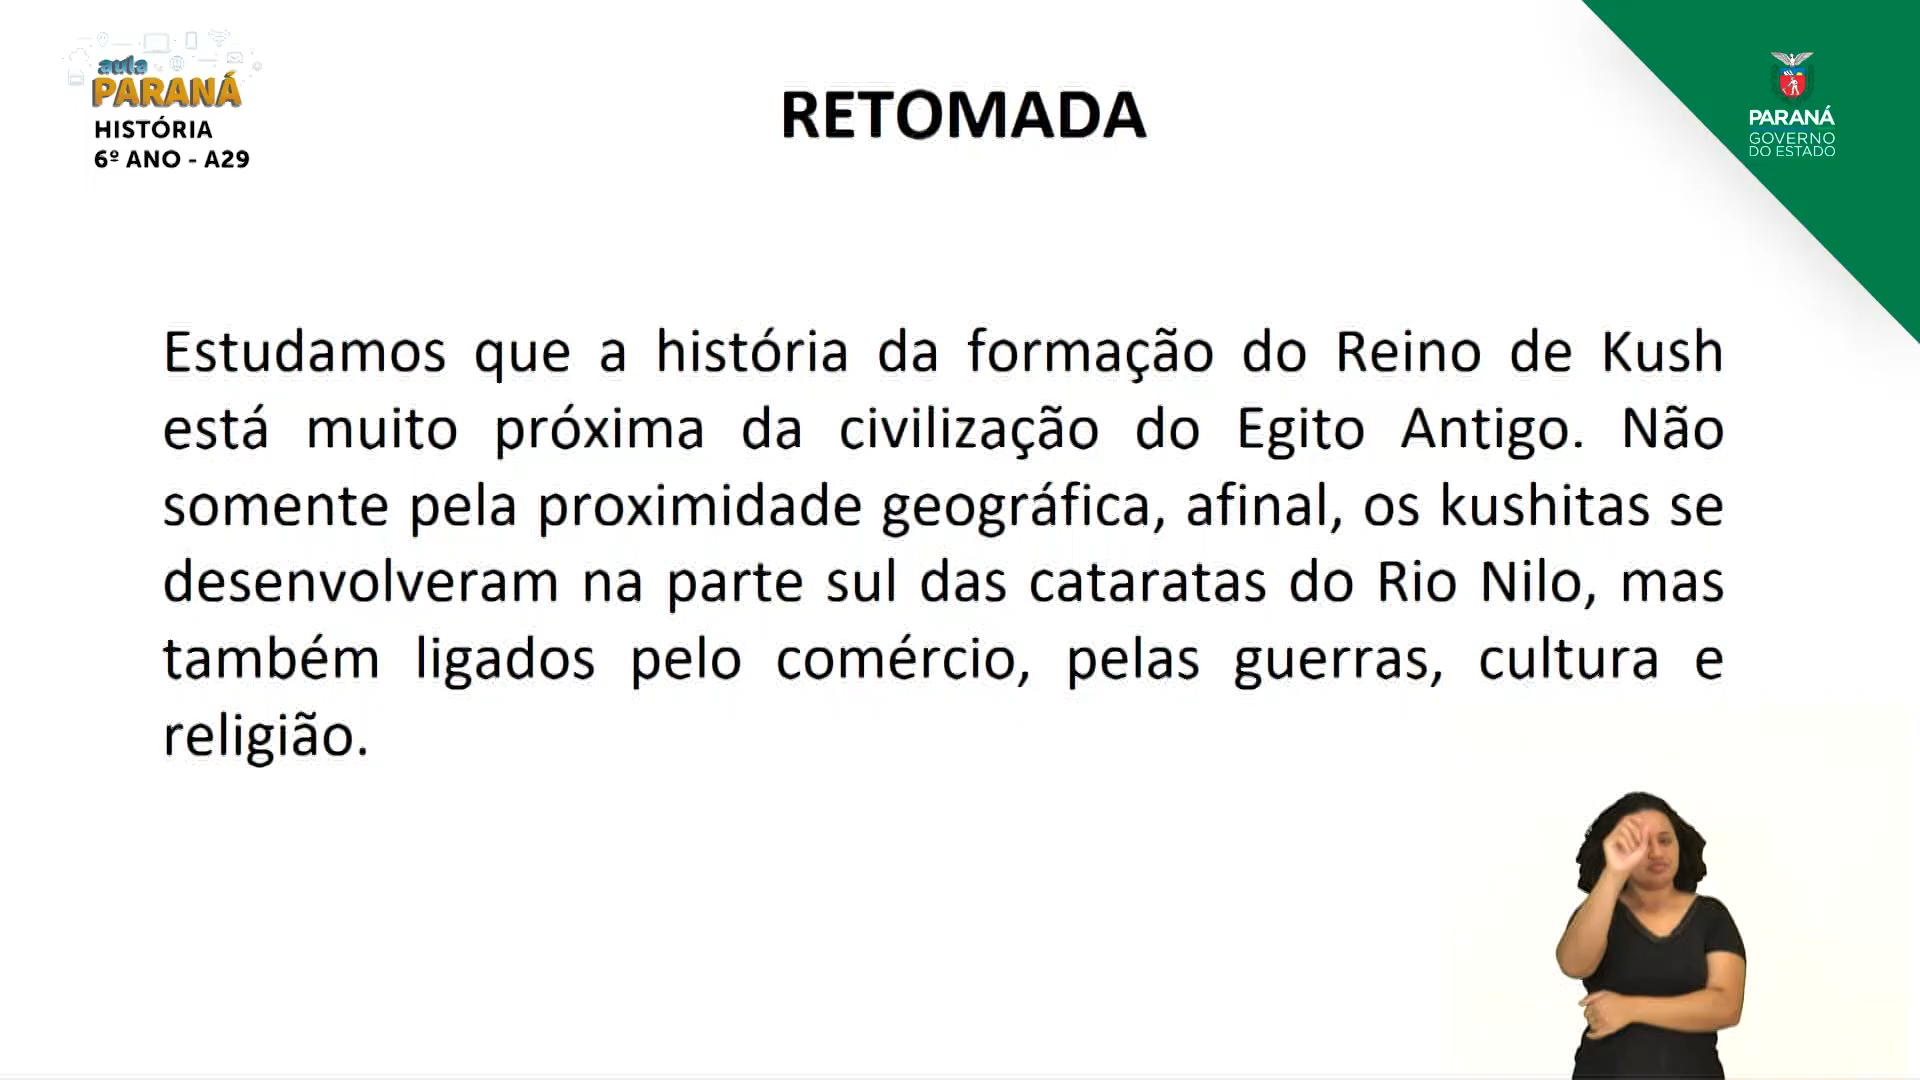 aula
PARANÁ
HISTÓRIA
6º ANO - A29
RETOMADA
PARANÁ
GOVERNO
DO ESTADO
Estudamos que a história da formação do Reino de Kush
está muito próxima da civilização do Egito Antigo. Não
somente pela proximidade geográfica, afinal, os kushitas se
desenvolveram na parte sul das cataratas do Rio Nilo, mas
também ligados pelo comércio, pelas guerras, cultura e
religião.